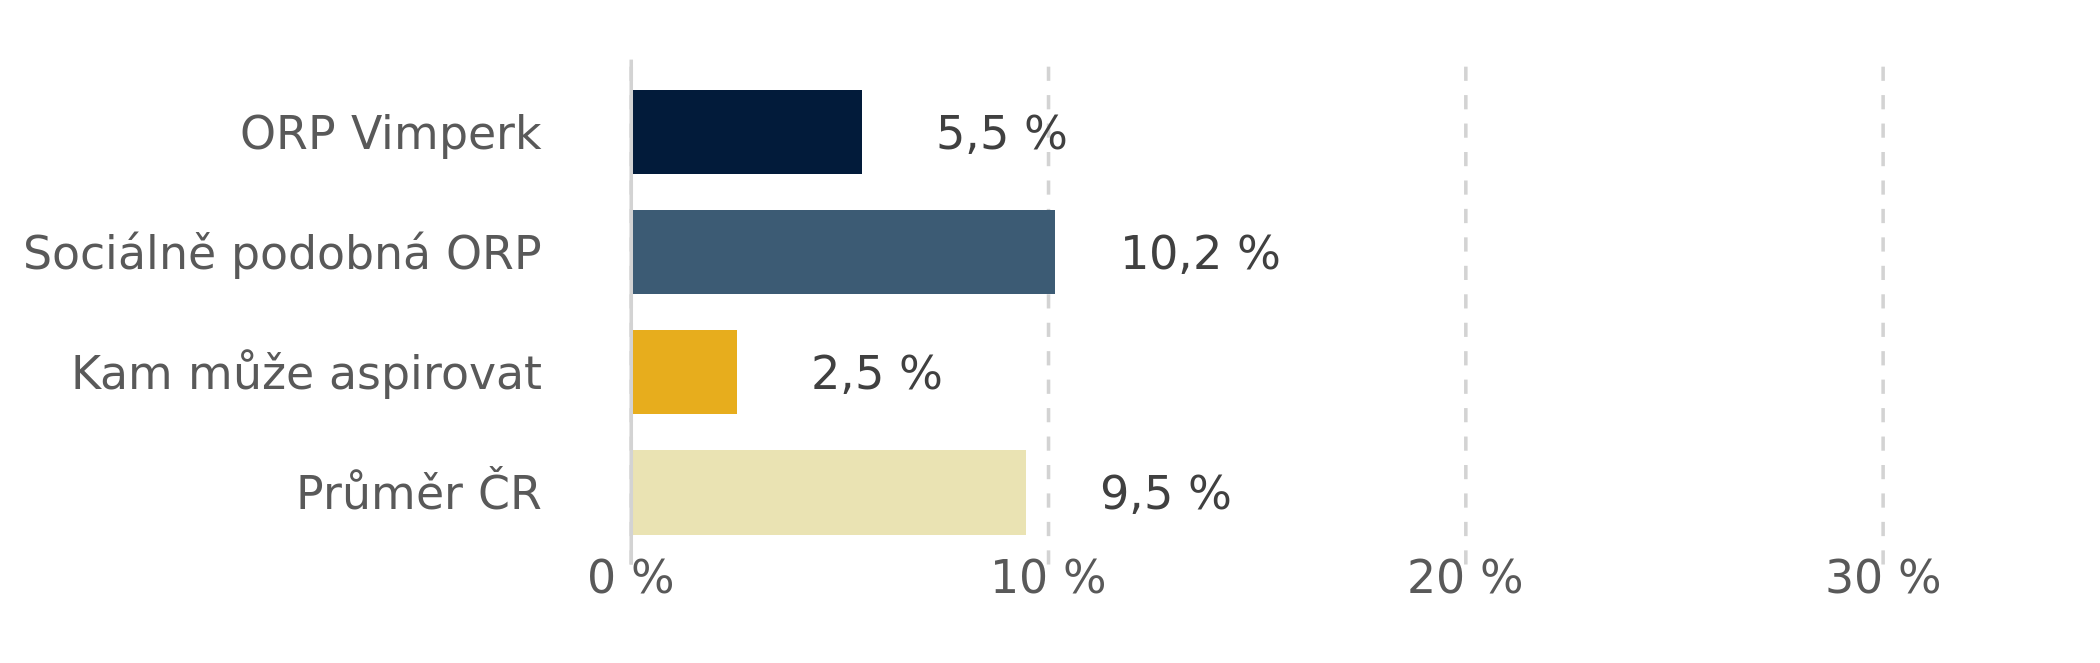 ORP Vimperk 5,5 %
Sociálně podobná ORP 10,2 %
Kam může aspirovat 2,5 %
Průměr ČR 9,5 %
0 % 10 % 20 % 30 %